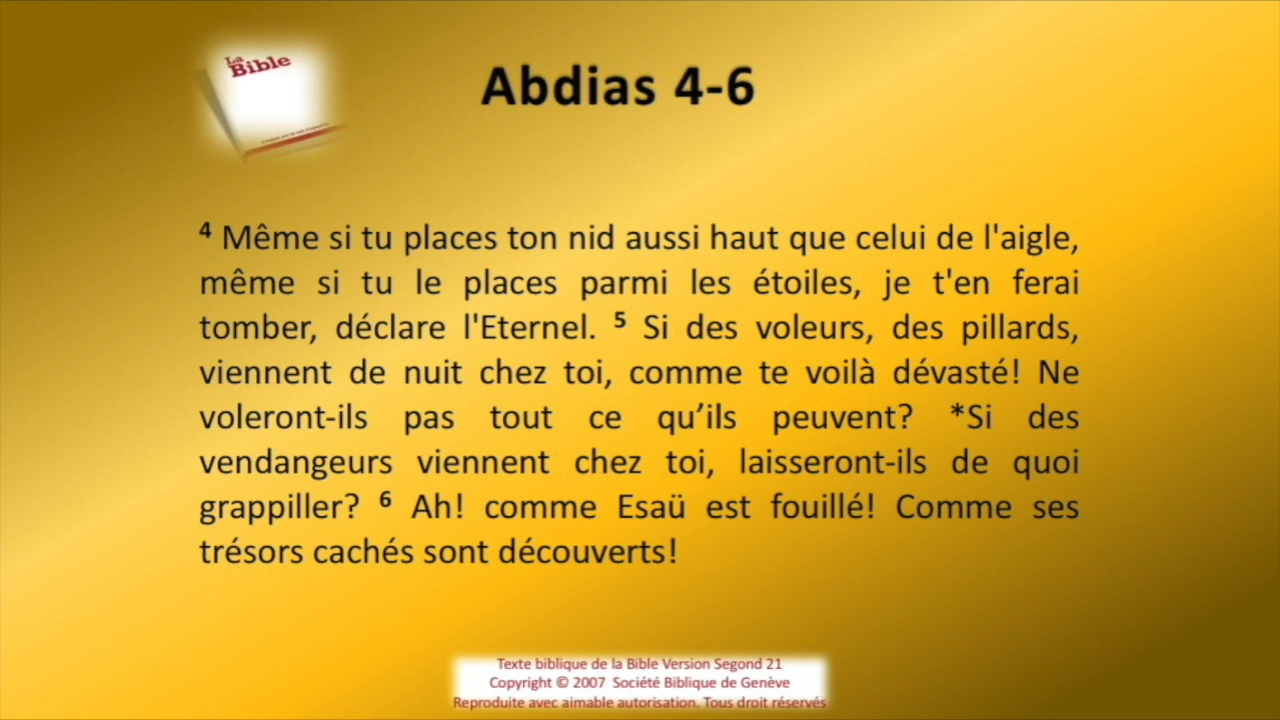 La
Bible
Abdias 4-6
4 Même si tu places ton nid aussi haut que celui de l'aigle,
même si tu le places parmi les étoiles, je t'en ferai
tomber, déclare l'Eternel. 5 Si des voleurs, des pillards,
viennent de nuit chez toi, comme te voilà dévasté! Ne
voleront-ils pas tout ce qu’ils peuvent? *Si des
vendangeurs viennent chez toi, laisseront-ils de quoi
grappiller? 6 Ah! comme Esaü est fouillé! Comme ses
trésors cachés sont découverts!
Texte biblique de la Bible Version Segond 21
Copyright © 2007 Société Biblique de Genève
Reproduite avec aimable autorisation. Tous droit réservés